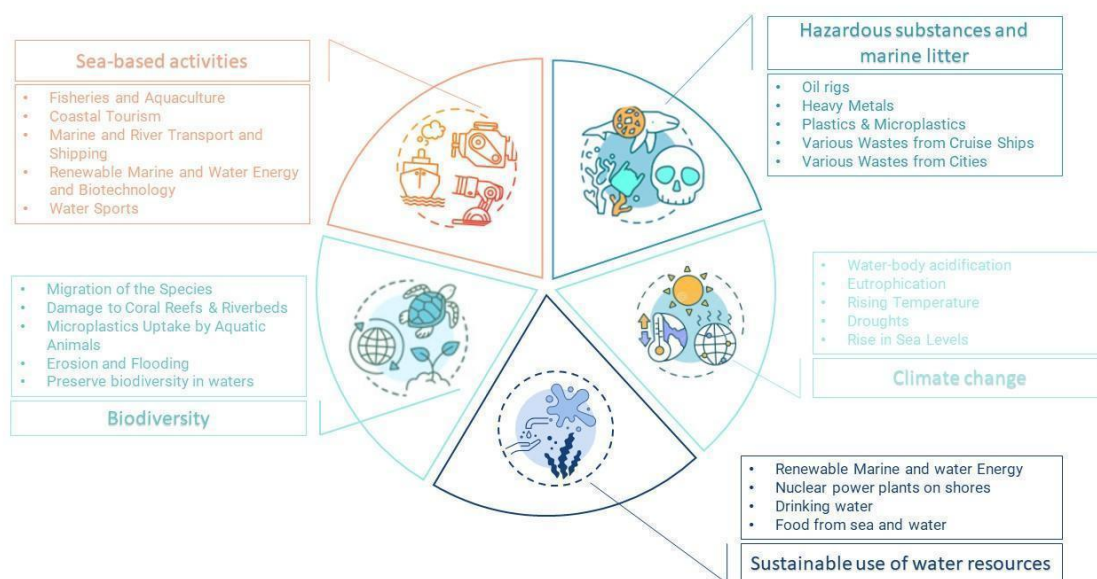 Sea-based activities
• Fisheries and Aquaculture
• Coastal Tourism
• Marine and River Transport and
Shipping
• Renewable Marine and Water Energy
and Biotechnology
• Water Sports
Hazardous substances and
marine litter
• Oil rigs
• Heavy Metals
• Plastics & Microplastics
• Various Wastes from Cruise Ships
• Various Wastes from Cities
• Migration of the Species
• Damage to Coral Reefs & Riverbeds
• Microplastics Uptake by Aquatic
Animals
• Erosion and Flooding
• Preserve biodiversity in waters
Biodiversity
• Water-body acidification
• Eutrophication
• Rising Temperature
• Droughts
• Rise in Sea Levels
Climate change
• Renewable Marine and water Energy
• Nuclear power plants on shores
• Drinking water
• Food from sea and water
Sustainable use of water resources